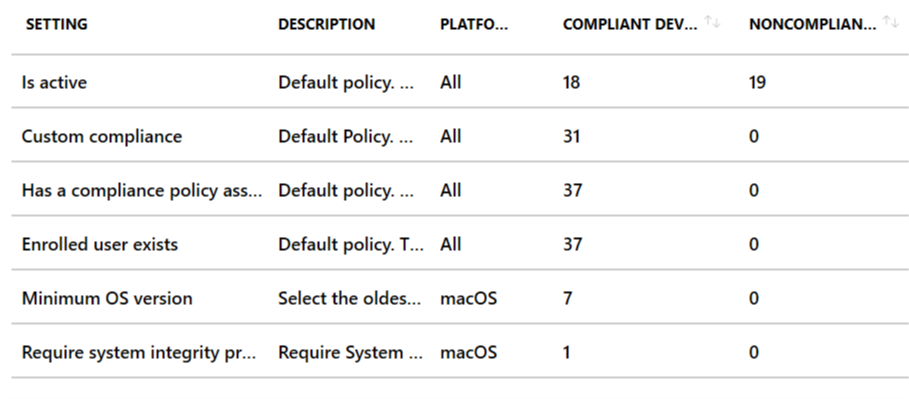 SETTING DESCRIPTION PLATFO... COMPLIANT DEV... NONCOMPLIAN...
Is active Default policy. ... All 18 19
Custom compliance Default Policy. ... All 31 0
Has a compliance policy ass... Default policy. ... All 37 0
Enrolled user exists Default policy. T... All 37 0
Minimum OS version Select the oldes... macOS 7 0
Require system integrity pr... Require System ... macOS 1 0